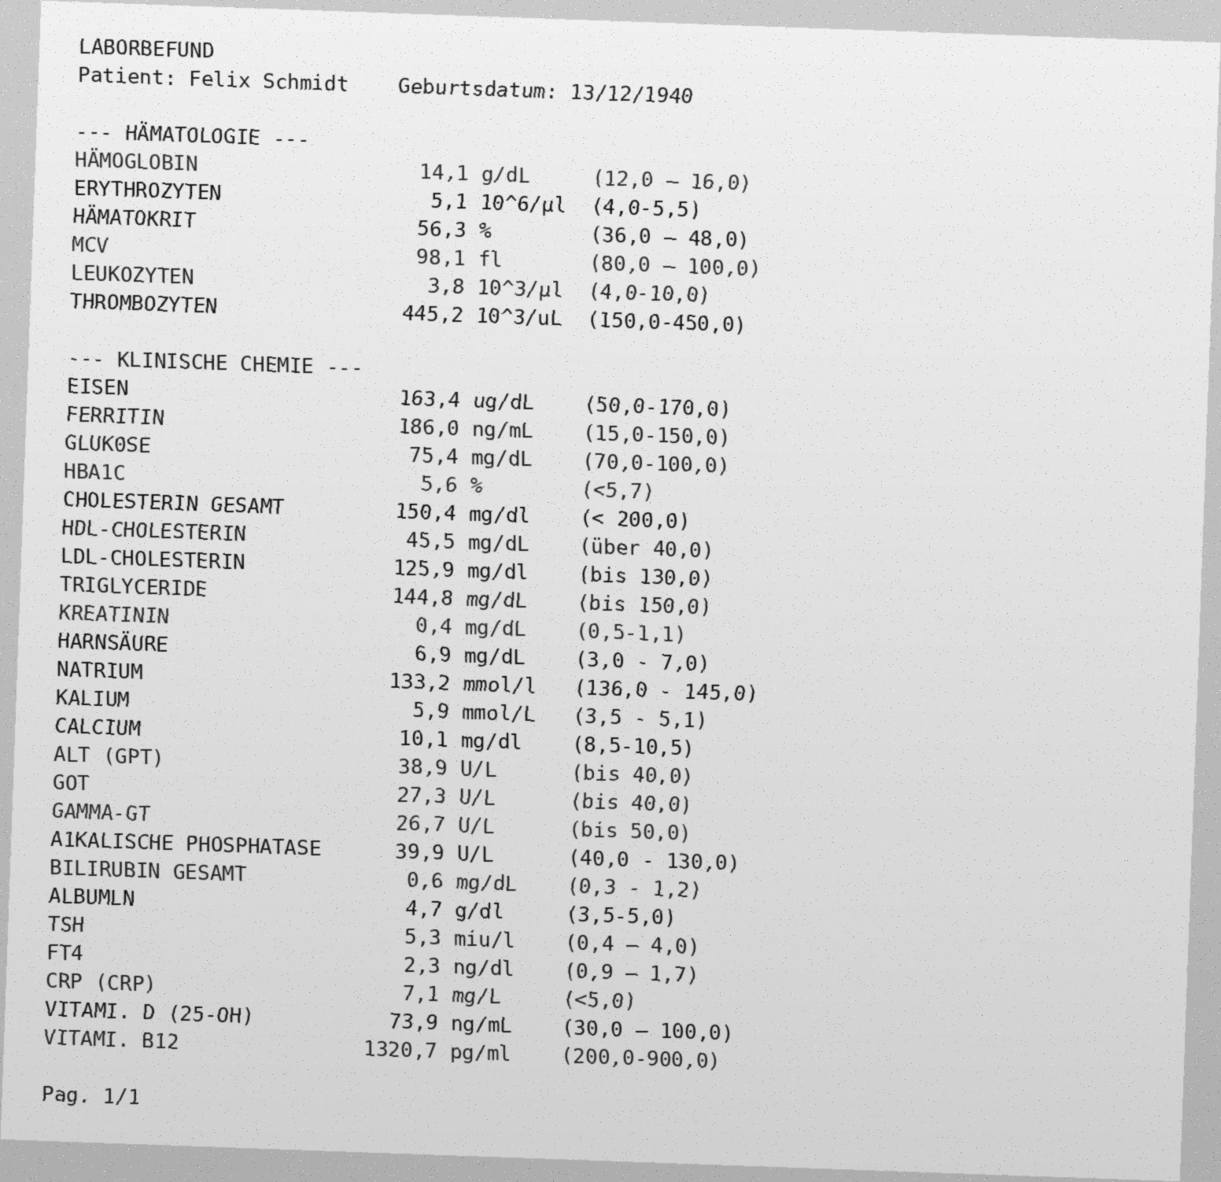 LABORBEFUND
Patient: Felix Schmidt    Geburtsdatum: 13/12/1940
--- HÄMATOLOGIE ---
HÄMOGLOBIN 14,1 g/dL (12,0 – 16,0)
ERYTHROZYTEN 5,1 10^6/µl (4,0-5,5)
HÄMATOKRIT 56,3 % (36,0 – 48,0)
MCV 98,1 fl (80,0 – 100,0)
LEUKOZYTEN 3,8 10^3/µl (4,0-10,0)
THROMBOZYTEN 445,2 10^3/uL (150,0-450,0)
--- KLINISCHE CHEMIE ---
EISEN 163,4 ug/dL (50,0-170,0)
FERRITIN 186,0 ng/mL (15,0-150,0)
GLUK0SE 75,4 mg/dL (70,0-100,0)
HBA1C 5,6 % (<5,7)
CHOLESTERIN GESAMT 150,4 mg/dl (< 200,0)
HDL-CHOLESTERIN 45,5 mg/dL (über 40,0)
LDL-CHOLESTERIN 125,9 mg/dl (bis 130,0)
TRIGLYCERIDE 144,8 mg/dL (bis 150,0)
KREATININ 0,4 mg/dL (0,5-1,1)
HARNSÄURE 6,9 mg/dL (3,0 - 7,0)
NATRIUM 133,2 mmol/l (136,0 - 145,0)
KALIUM 5,9 mmol/L (3,5 - 5,1)
CALCIUM 10,1 mg/dl (8,5-10,5)
ALT (GPT) 38,9 U/L (bis 40,0)
GOT 27,3 U/L (bis 40,0)
GAMMA-GT 26,7 U/L (bis 50,0)
A1KALISCHE PHOSPHATASE 39,9 U/L (40,0 - 130,0)
BILIRUBIN GESAMT 0,6 mg/dL (0,3 - 1,2)
ALBUMLN 4,7 g/dl (3,5-5,0)
TSH 5,3 miu/l (0,4 – 4,0)
FT4 2,3 ng/dl (0,9 – 1,7)
CRP (CRP) 7,1 mg/L (<5,0)
VITAMI. D (25-OH) 73,9 ng/mL (30,0 – 100,0)
VITAMI. B12 1320,7 pg/ml (200,0-900,0)
Pag. 1/1